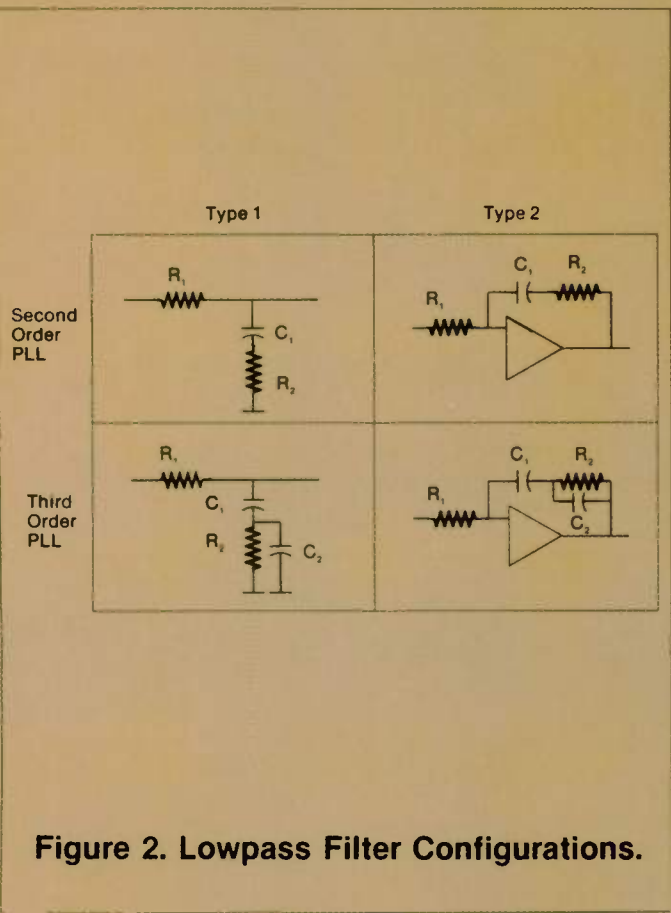 Type 1 Type 2
Second
Order
PLL
R₁
C₁
R₂
R₁
C₁ R₂
Third
Order
PLL
R₁
C₁
R₂ C₂
R₁
C₁ R₂
C₂
Figure 2. Lowpass Filter Configurations.